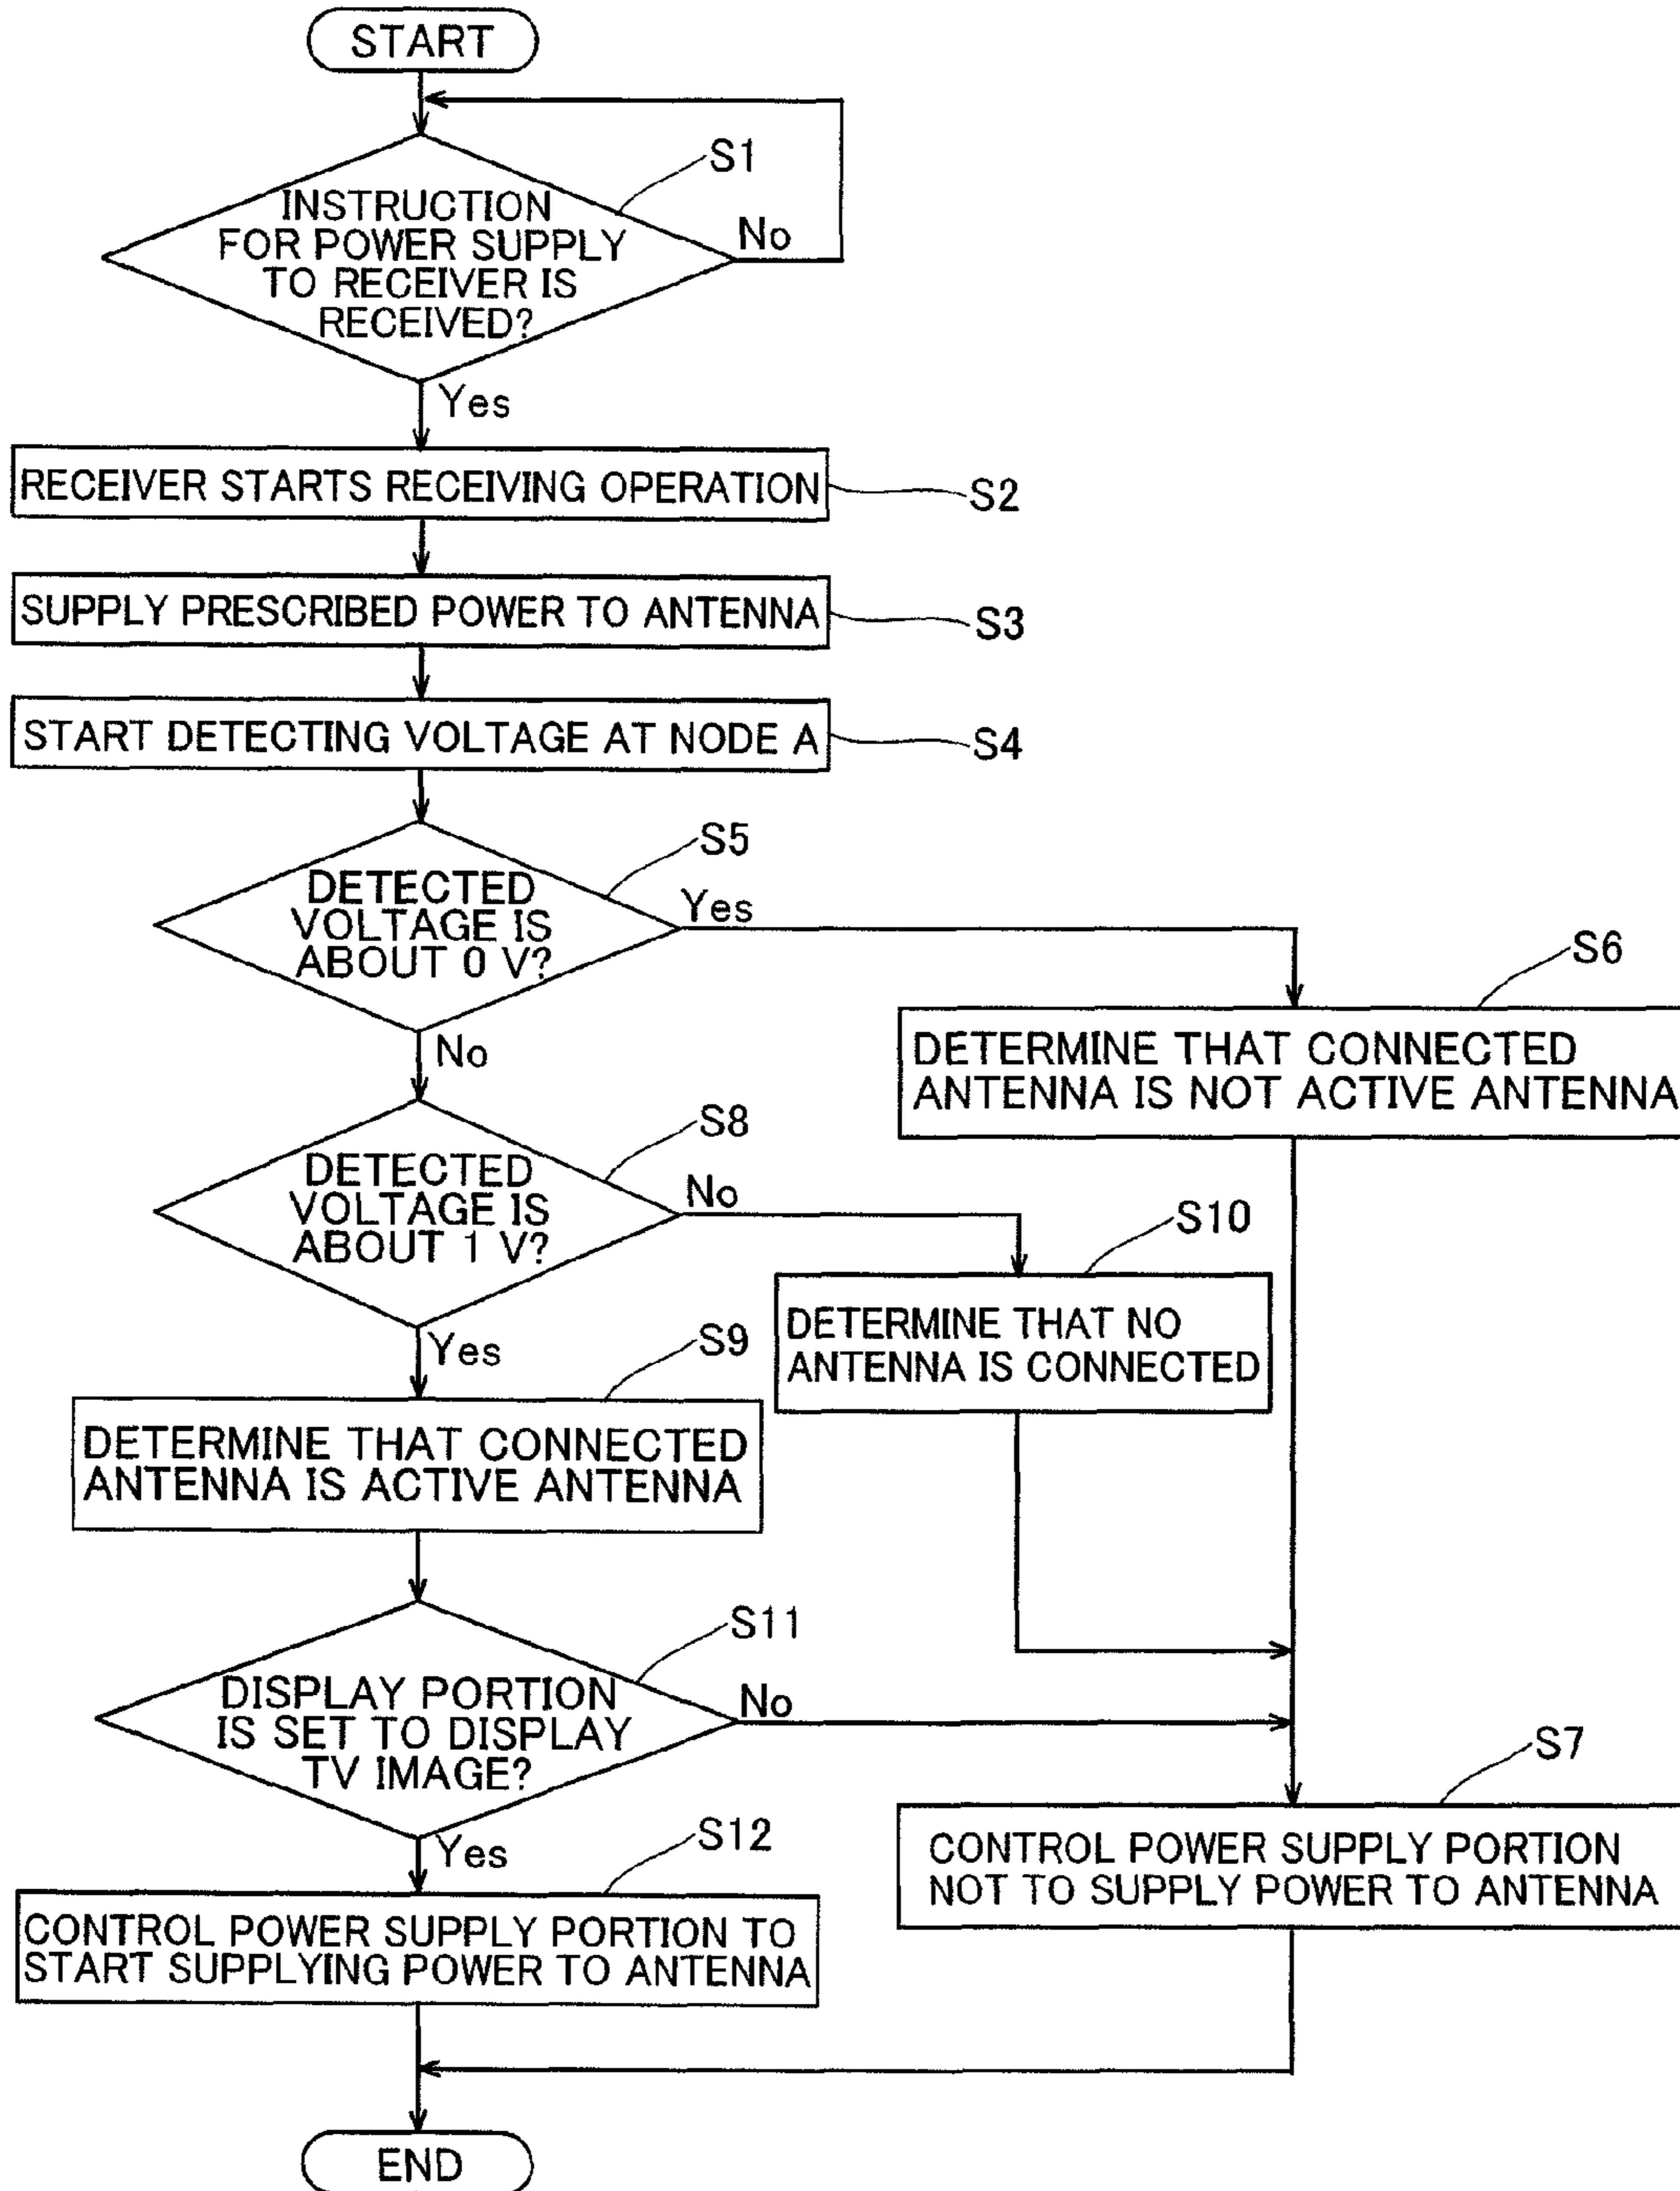 START
S1
INSTRUCTION
FOR POWER SUPPLY
TO RECEIVER IS
RECEIVED?
No
Yes
RECEIVER STARTS RECEIVING OPERATION
S2
SUPPLY PRESCRIBED POWER TO ANTENNA
S3
START DETECTING VOLTAGE AT NODE A
S4
S5
DETECTED
VOLTAGE IS
ABOUT 0 V?
Yes
No
S6
DETERMINE THAT CONNECTED
ANTENNA IS NOT ACTIVE ANTENNA
S8
DETECTED
VOLTAGE IS
ABOUT 1 V?
No
Yes
S10
DETERMINE THAT NO
ANTENNA IS CONNECTED
S9
DETERMINE THAT CONNECTED
ANTENNA IS ACTIVE ANTENNA
S11
DISPLAY PORTION
IS SET TO DISPLAY
TV IMAGE?
No
Yes
S7
CONTROL POWER SUPPLY PORTION
NOT TO SUPPLY POWER TO ANTENNA
S12
CONTROL POWER SUPPLY PORTION TO
START SUPPLYING POWER TO ANTENNA
END